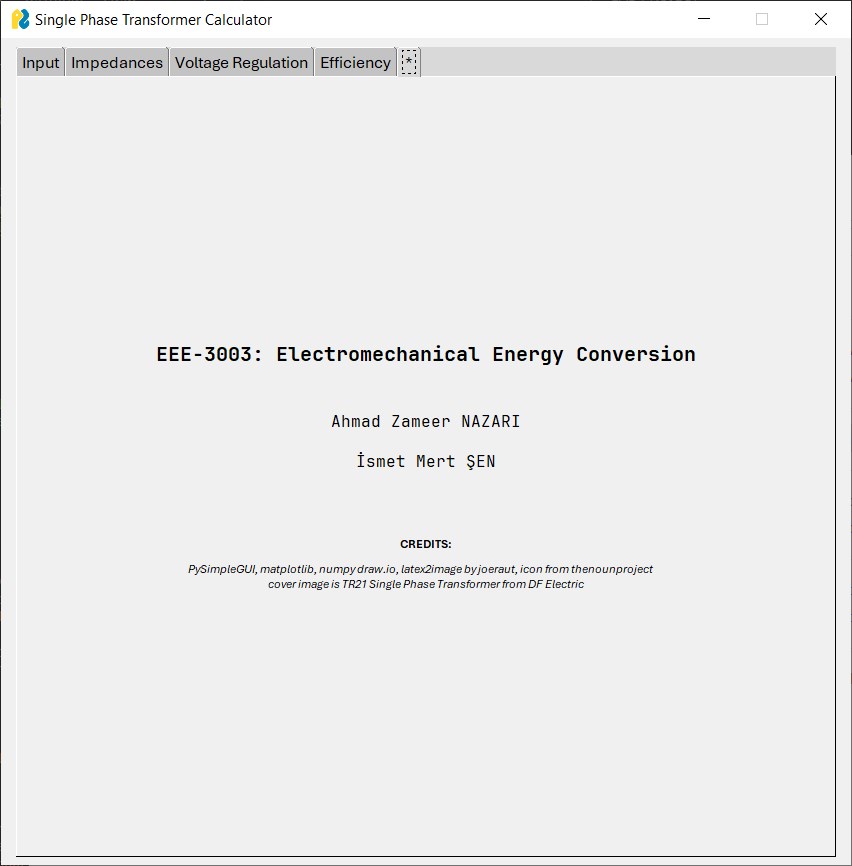 Single Phase Transformer Calculator
Input Impedances Voltage Regulation Efficiency *
EEE-3003: Electromechanical Energy Conversion
Ahmad Zameer NAZARI
İsmet Mert ŞEN
CREDITS:
PySimpleGUI, matplotlib, numpy draw.io, latex2image by joeraut, icon from thenounproject
cover image is TR21 Single Phase Transformer from DF Electric